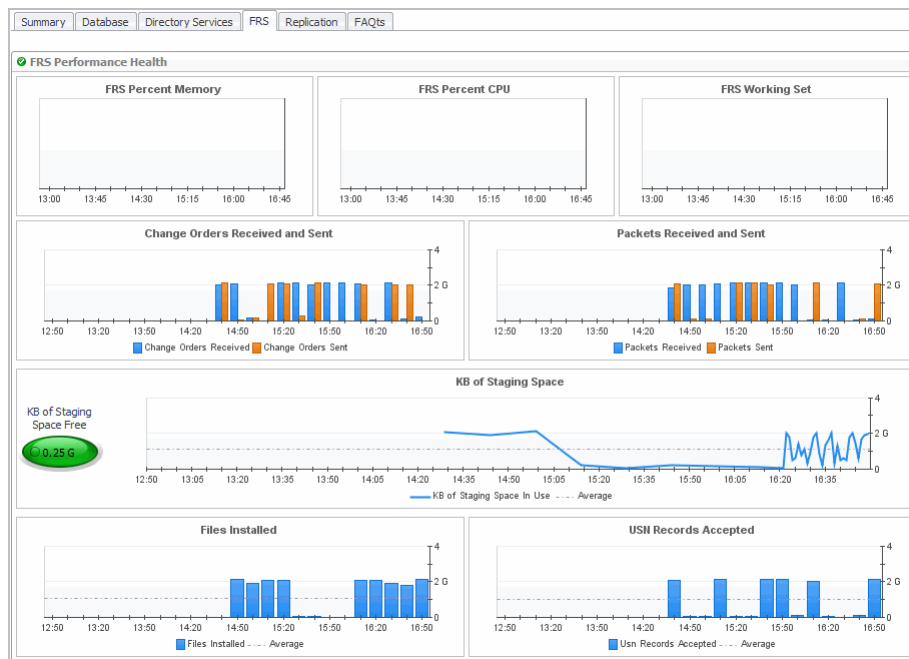 Summary Database Directory Services FRS Replication FAQts
FRS Performance Health
FRS Percent Memory
13:00 13:45 14:30 15:15 16:00 16:45
FRS Percent CPU
13:00 13:45 14:30 15:15 16:00 16:45
FRS Working Set
13:00 13:45 14:30 15:15 16:00 16:45
Change Orders Received and Sent
4
2 G
0
12:50 13:20 13:50 14:20 14:50 15:20 15:50 16:20 16:50
Change Orders Received Change Orders Sent
Packets Received and Sent
4
2 G
0
12:50 13:20 13:50 14:20 14:50 15:20 15:50 16:20 16:50
Packets Received Packets Sent
KB of Staging Space
KB of Staging
Space Free
0.25 G
4
2 G
0
12:50 13:05 13:20 13:35 13:50 14:05 14:20 14:35 14:50 15:05 15:20 15:35 15:50 16:05 16:20 16:35
KB of Staging Space In Use Average
Files Installed
4
2 G
0
12:50 13:20 13:50 14:20 14:50 15:20 15:50 16:20 16:50
Files Installed Average
USN Records Accepted
4
2 G
0
12:50 13:20 13:50 14:20 14:50 15:20 15:50 16:20 16:50
Usn Records Accepted Average